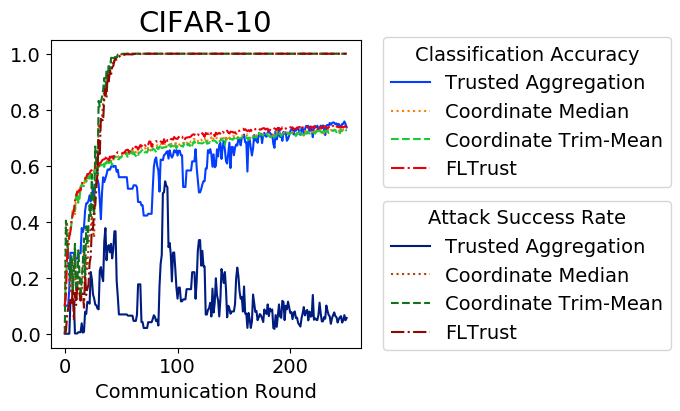 CIFAR-10
1.0
0.8
0.6
0.4
0.2
0.0
0
100
200
Communication Round
Classification Accuracy
Trusted Aggregation
Coordinate Median
Coordinate Trim-Mean
FLTrust
Attack Success Rate
Trusted Aggregation
Coordinate Median
Coordinate Trim-Mean
FLTrust